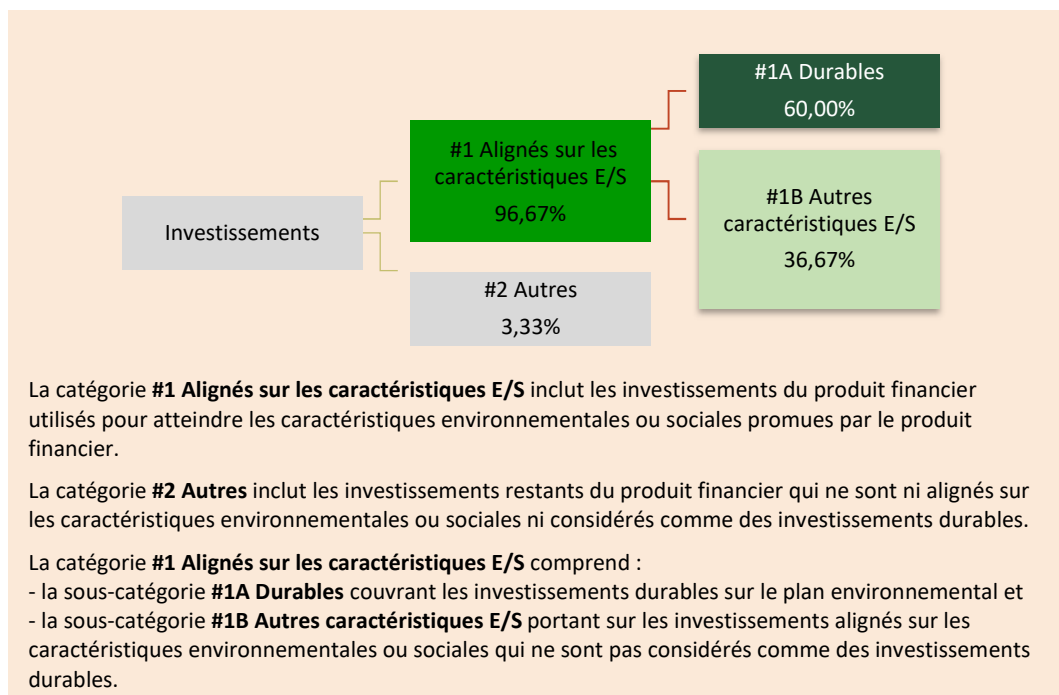 #1A Durables
60,00%
#1 Alignés sur les
caractéristiques E/S
96,67%
#1B Autres
caractéristiques E/S
36,67%
Investissements
#2 Autres
3,33%
La catégorie #1 Alignés sur les caractéristiques E/S inclut les investissements du produit financier
utilisés pour atteindre les caractéristiques environnementales ou sociales promues par le produit
financier.
La catégorie #2 Autres inclut les investissements restants du produit financier qui ne sont ni alignés sur
les caractéristiques environnementales ou sociales ni considérés comme des investissements durables.
La catégorie #1 Alignés sur les caractéristiques E/S comprend :
- la sous-catégorie #1A Durables couvrant les investissements durables sur le plan environnemental et
- la sous-catégorie #1B Autres caractéristiques E/S portant sur les investissements alignés sur les
caractéristiques environnementales ou sociales qui ne sont pas considérés comme des investissements
durables.